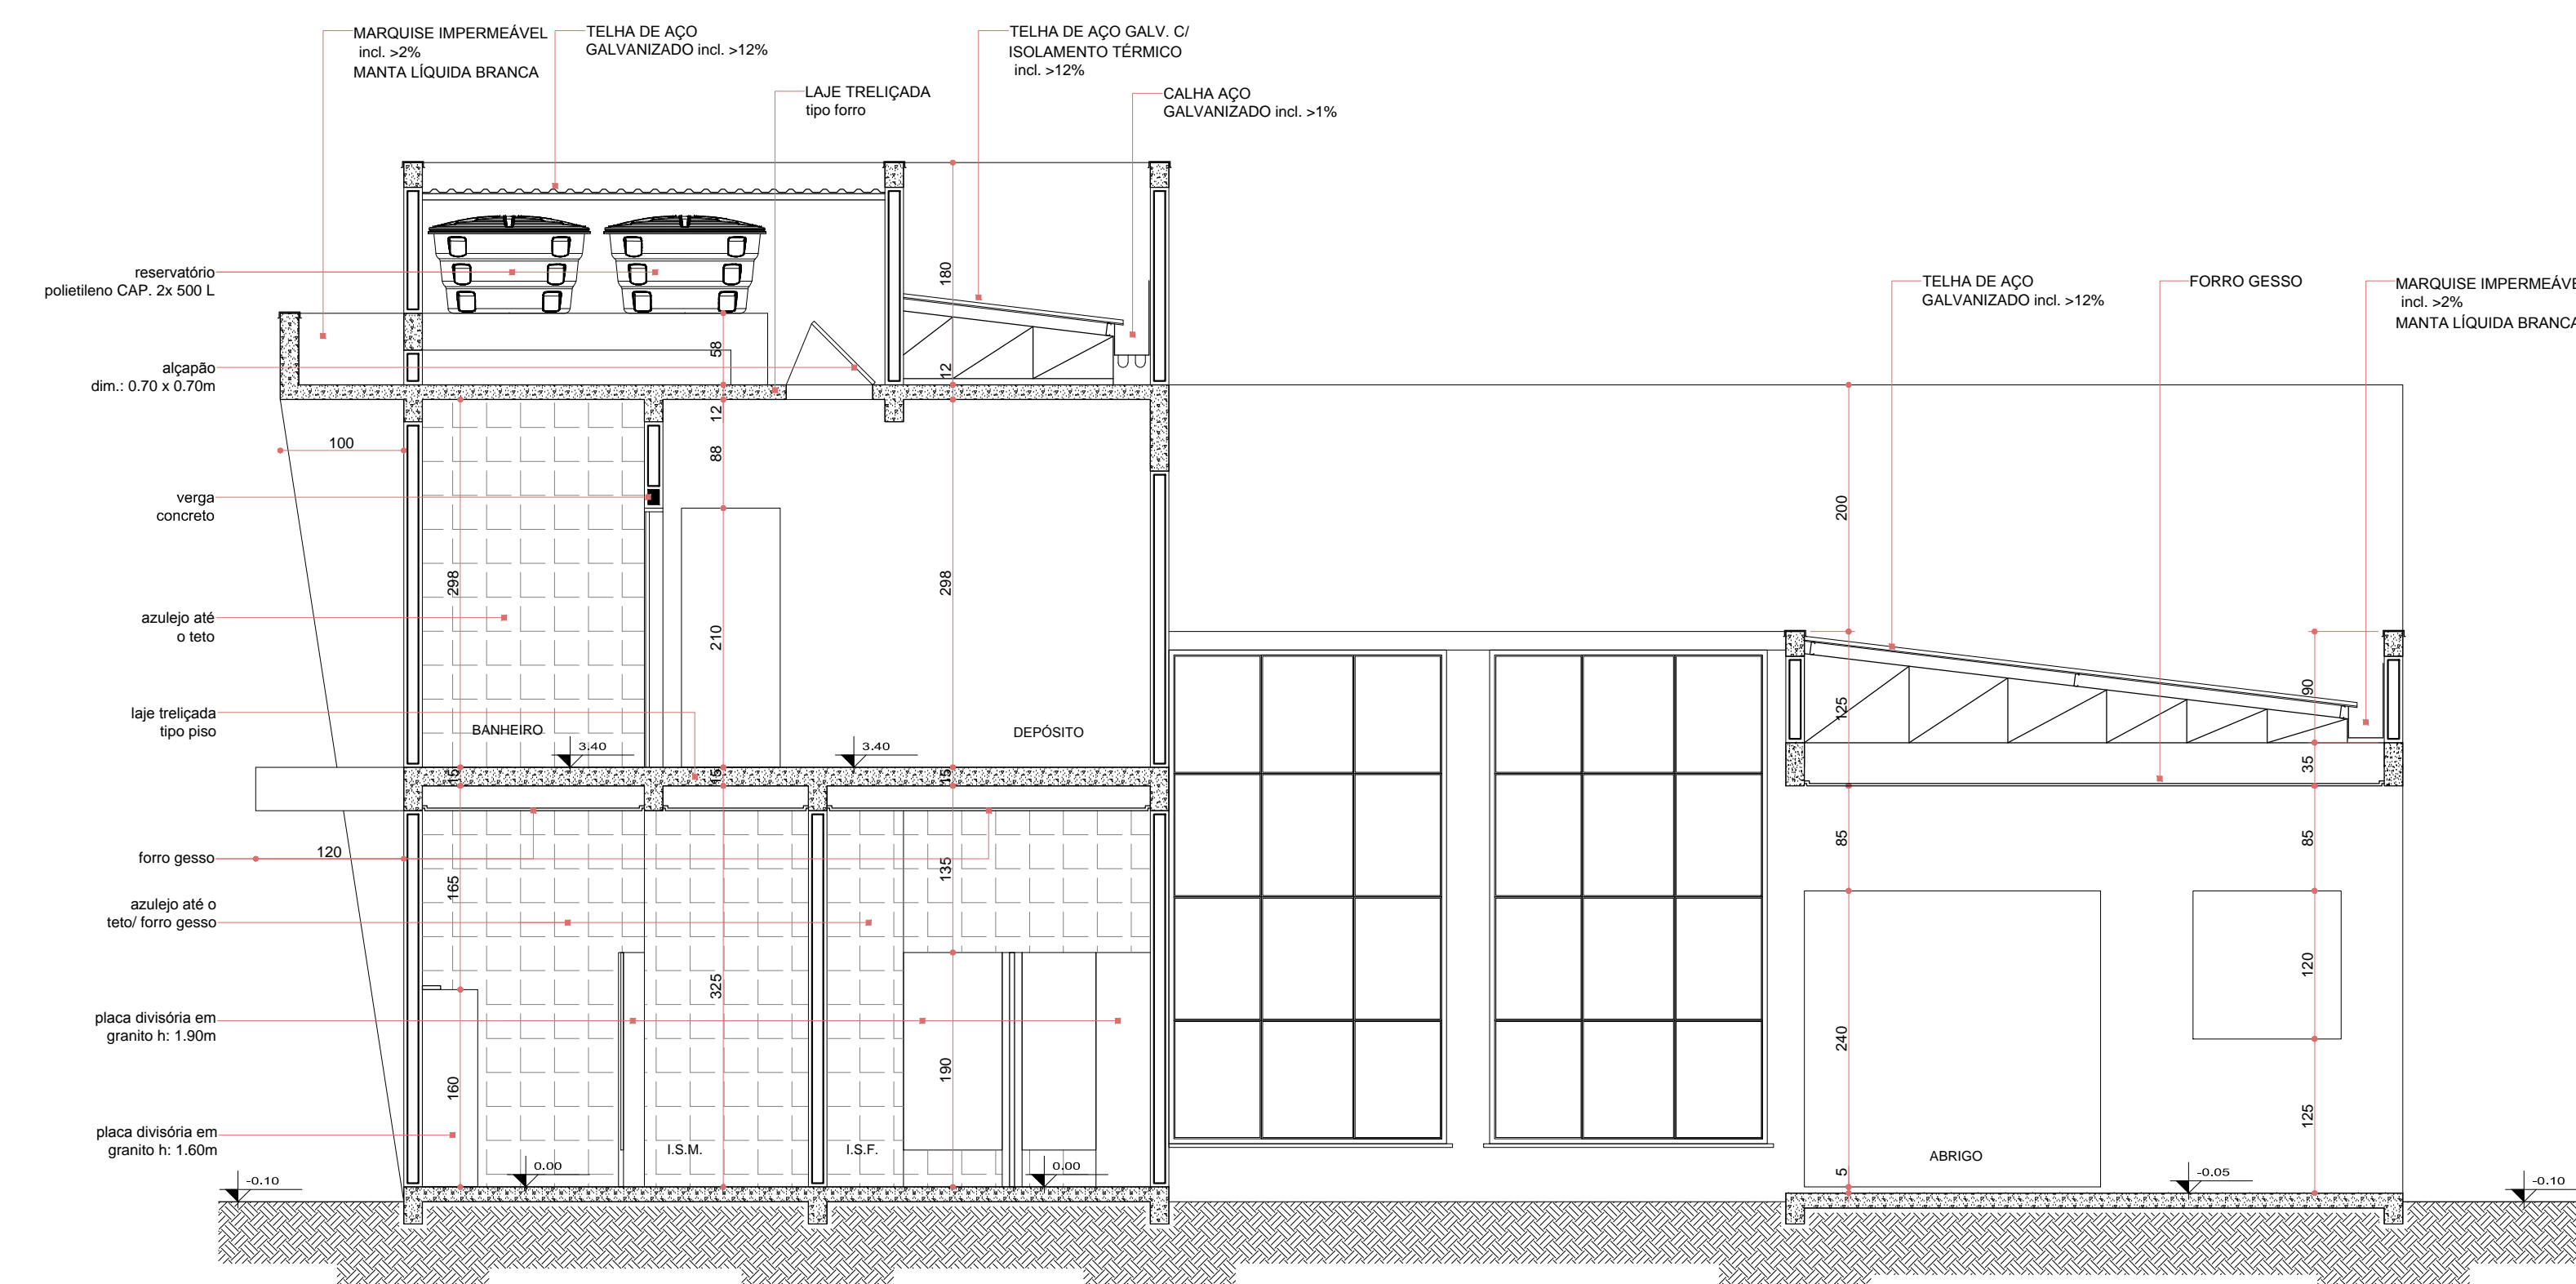 MARQUISE IMPERMEÁVEL
incl. >2%
MANTA LÍQUIDA BRANCA
TELHA DE AÇO
GALVANIZADO incl. >12%
LAJE TRELIÇADA
tipo forro
TELHA DE AÇO GALV. C/
ISOLAMENTO TÉRMICO
incl. >12%
CALHA AÇO
GALVANIZADO incl. >1%
reservatório
polietileno CAP. 2x 500 L
alçapão
dim.: 0.70 x 0.70m
verga
concreto
azulejo até
o teto
laje treliçada
tipo piso
forro gesso
azulejo até o
teto/ forro gesso
placa divisória em
granito h: 1.90m
placa divisória em
granito h: 1.60m
TELHA DE AÇO
GALVANIZADO incl. >12%
FORRO GESSO
MARQUISE IMPERMEÁVE
incl. >2%
MANTA LÍQUIDA BRANCA
180
58
12
12
100
88
298
210
298
BANHEIRO
3.40
3.40
DEPÓSITO
15
15
15
120
165
135
325
160
190
I.S.M.
I.S.F.
0.00
0.00
-0.10
200
125
90
35
85
85
240
120
125
5
ABRIGO
-0.05
-0.10